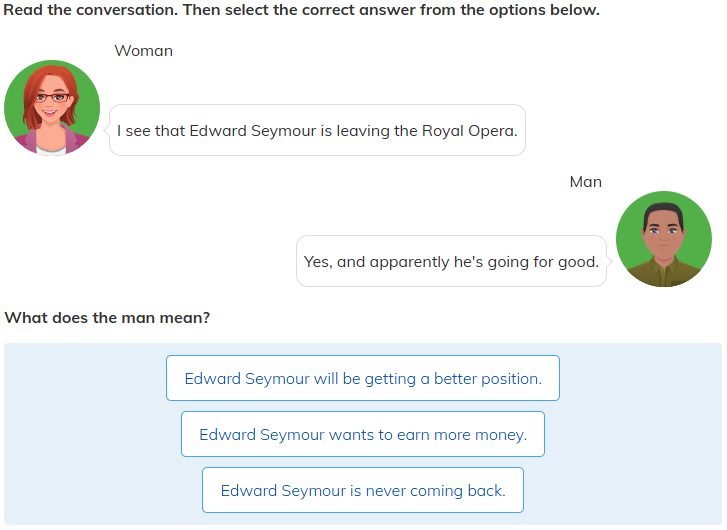 Read the conversation. Then select the correct answer from the options below.
Woman
I see that Edward Seymour is leaving the Royal Opera.
Man
Yes, and apparently he's going for good.
What does the man mean?
Edward Seymour will be getting a better position.
Edward Seymour wants to earn more money.
Edward Seymour is never coming back.